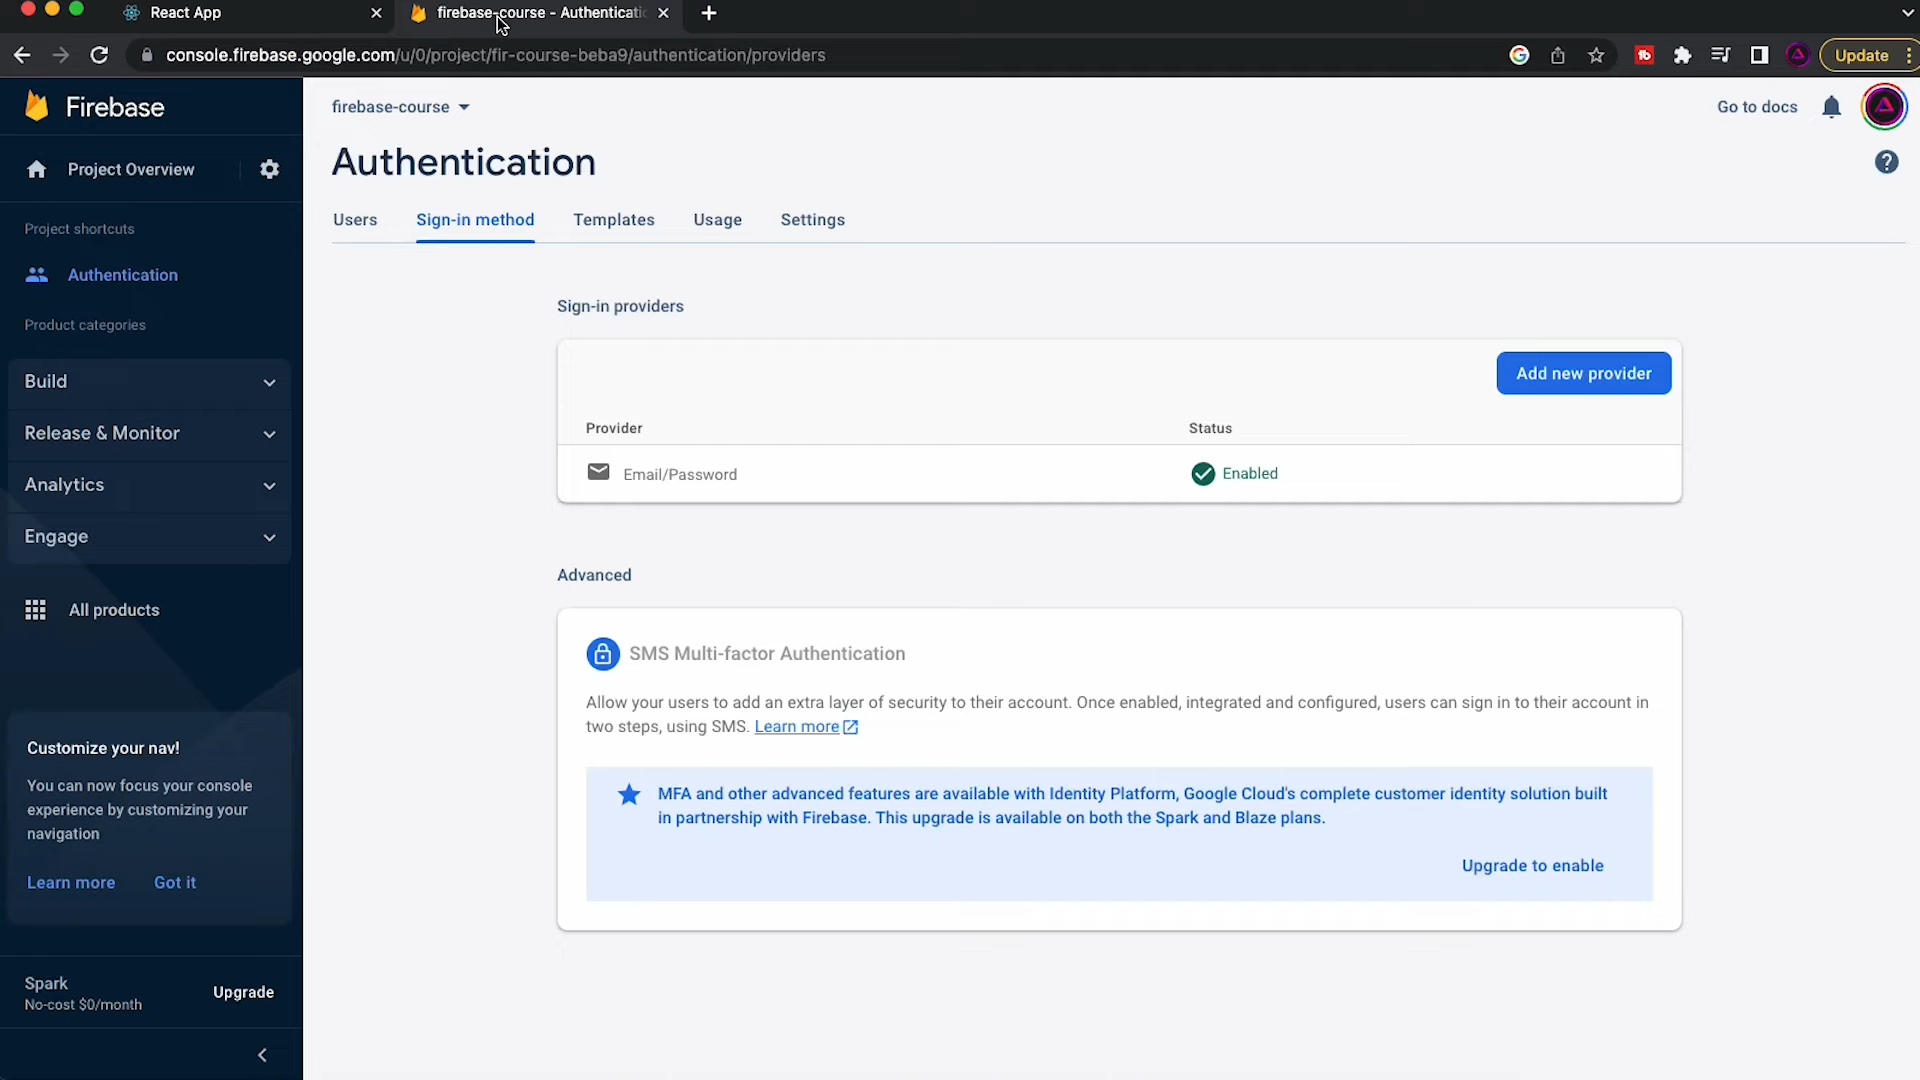 React App
firebase-course - Authenticatio
console.firebase.google.com/u/0/project/fir-course-beba9/authentication/providers
Update
Firebase
firebase-course
Go to docs
Project Overview
Authentication
Users
Sign-in method
Templates
Usage
Settings
Project shortcuts
Authentication
Product categories
Build
Release & Monitor
Analytics
Engage
All products
Sign-in providers
Add new provider
Provider
Status
Email/Password
Enabled
Advanced
SMS Multi-factor Authentication
Allow your users to add an extra layer of security to their account. Once enabled, integrated and configured, users can sign in to their account in
two steps, using SMS. Learn more
MFA and other advanced features are available with Identity Platform, Google Cloud's complete customer identity solution built
in partnership with Firebase. This upgrade is available on both the Spark and Blaze plans.
Upgrade to enable
Customize your nav!
You can now focus your console
experience by customizing your
navigation
Learn more
Got it
Spark
No-cost $0/month
Upgrade